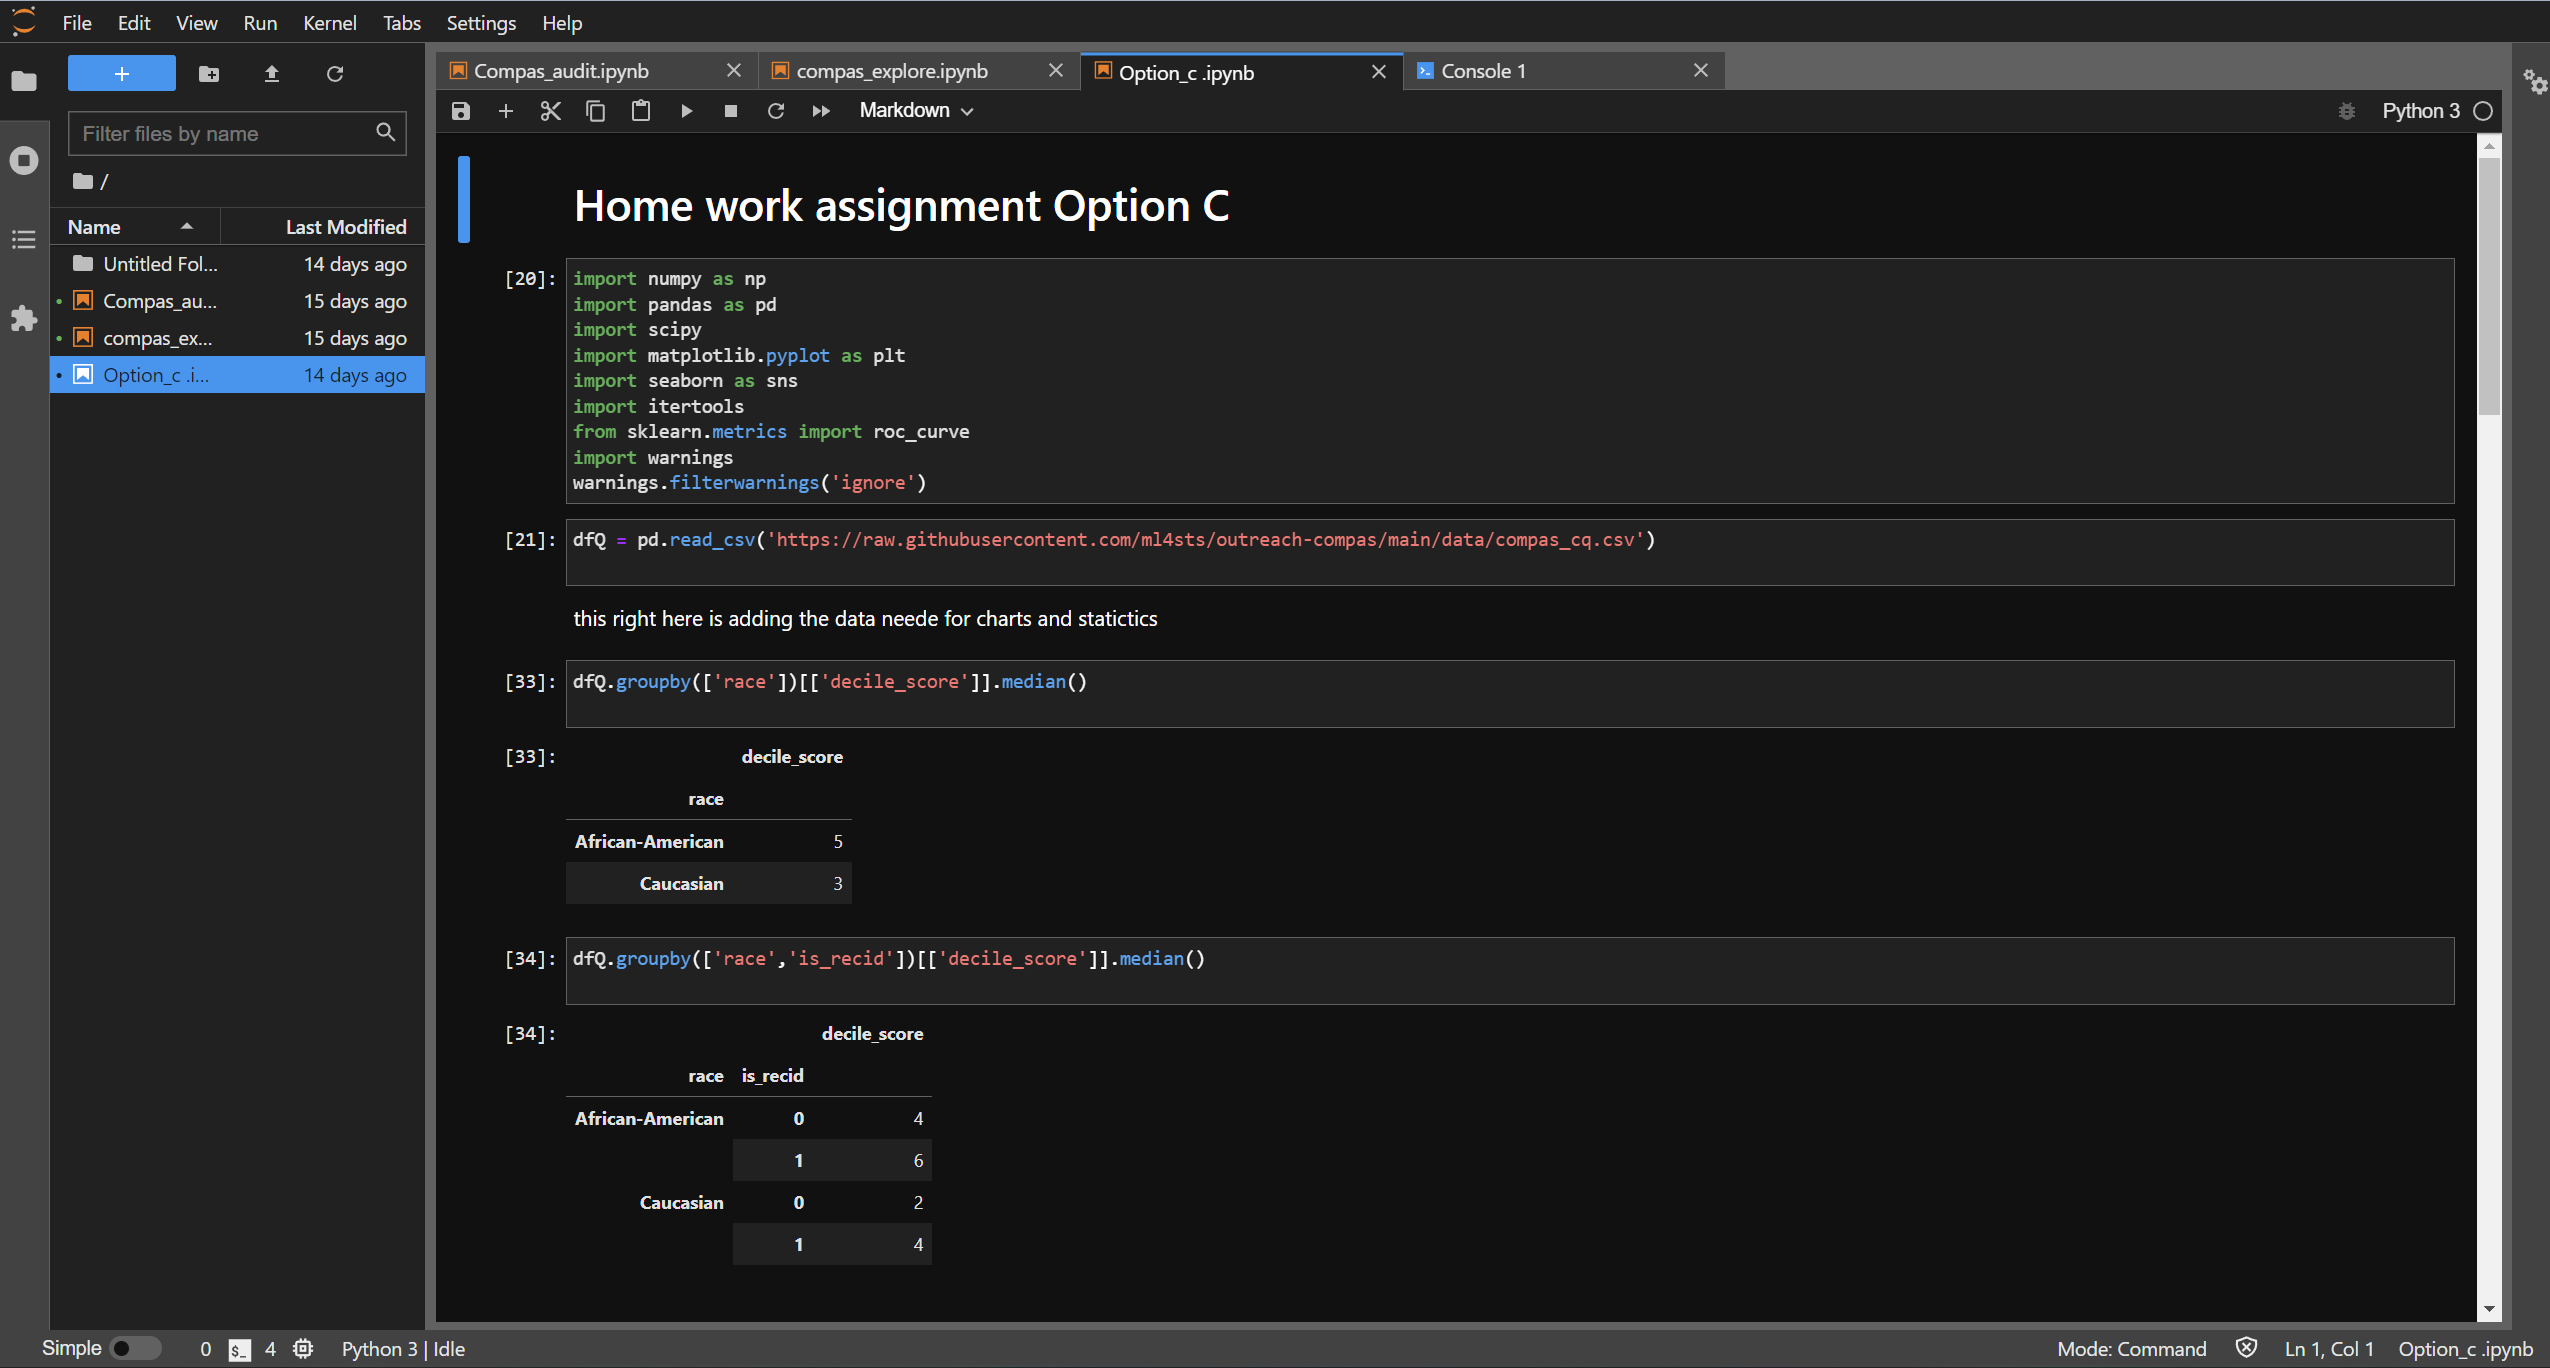 File Edit View Run Kernel Tabs Settings Help
+
Filter files by name
/
Name Last Modified
Untitled Fol... 14 days ago
Compas_au... 15 days ago
compas_ex... 15 days ago
Option_c .i... 14 days ago
Compas_audit.ipynb compas_explore.ipynb Option_c .ipynb Console 1
Markdown Python 3
Home work assignment Option C
[20]: import numpy as np
import pandas as pd
import scipy
import matplotlib.pyplot as plt
import seaborn as sns
import itertools
from sklearn.metrics import roc_curve
import warnings
warnings.filterwarnings('ignore')
[21]: dfQ = pd.read_csv('https://raw.githubusercontent.com/ml4sts/outreach-compas/main/data/compas_cq.csv')
this right here is adding the data neede for charts and statictics
[33]: dfQ.groupby(['race'])[['decile_score']].median()
[33]: decile_score
race
African-American 5
Caucasian 3
[34]: dfQ.groupby(['race','is_recid'])[['decile_score']].median()
[34]: decile_score
race is_recid
African-American 0 4
1 6
Caucasian 0 2
1 4
Simple 0 $_ 4 Python 3 | Idle Mode: Command Ln 1, Col 1 Option_c .ipynb